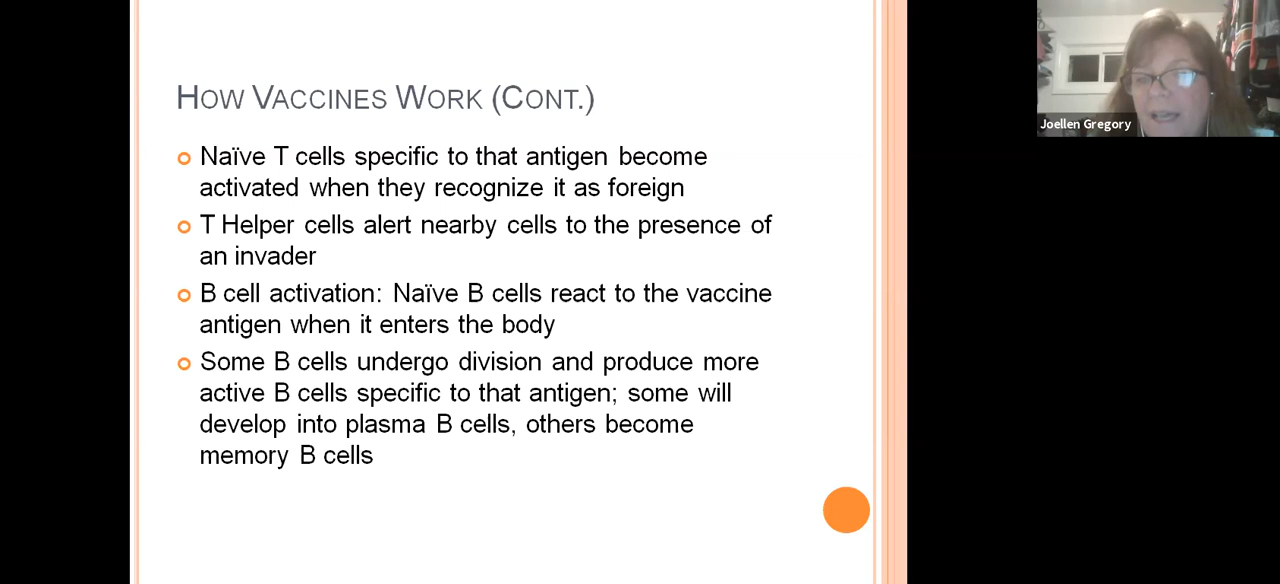 HOW VACCINES WORK (CONT.)
Naïve T cells specific to that antigen become
activated when they recognize it as foreign
T Helper cells alert nearby cells to the presence of
an invader
B cell activation: Naïve B cells react to the vaccine
antigen when it enters the body
Some B cells undergo division and produce more
active B cells specific to that antigen; some will
develop into plasma B cells, others become
memory B cells
Joellen Gregory